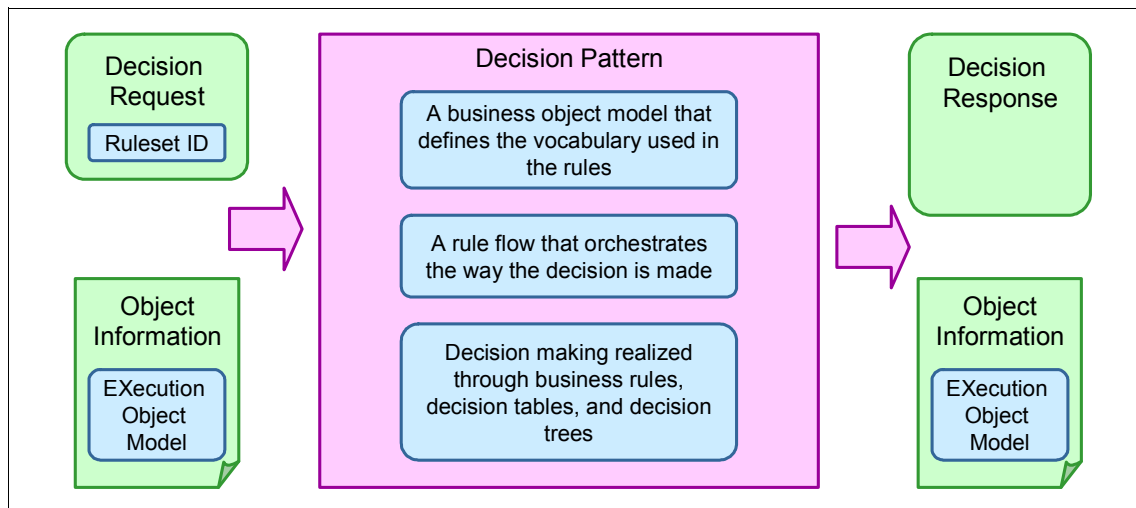 Decision
Request
Ruleset ID
Object
Information
EXecution
Object
Model
Decision Pattern
A business object model that
defines the vocabulary used in
the rules
A rule flow that orchestrates
the way the decision is made
Decision making realized
through business rules,
decision tables, and decision
trees
Decision
Response
Object
Information
EXecution
Object
Model